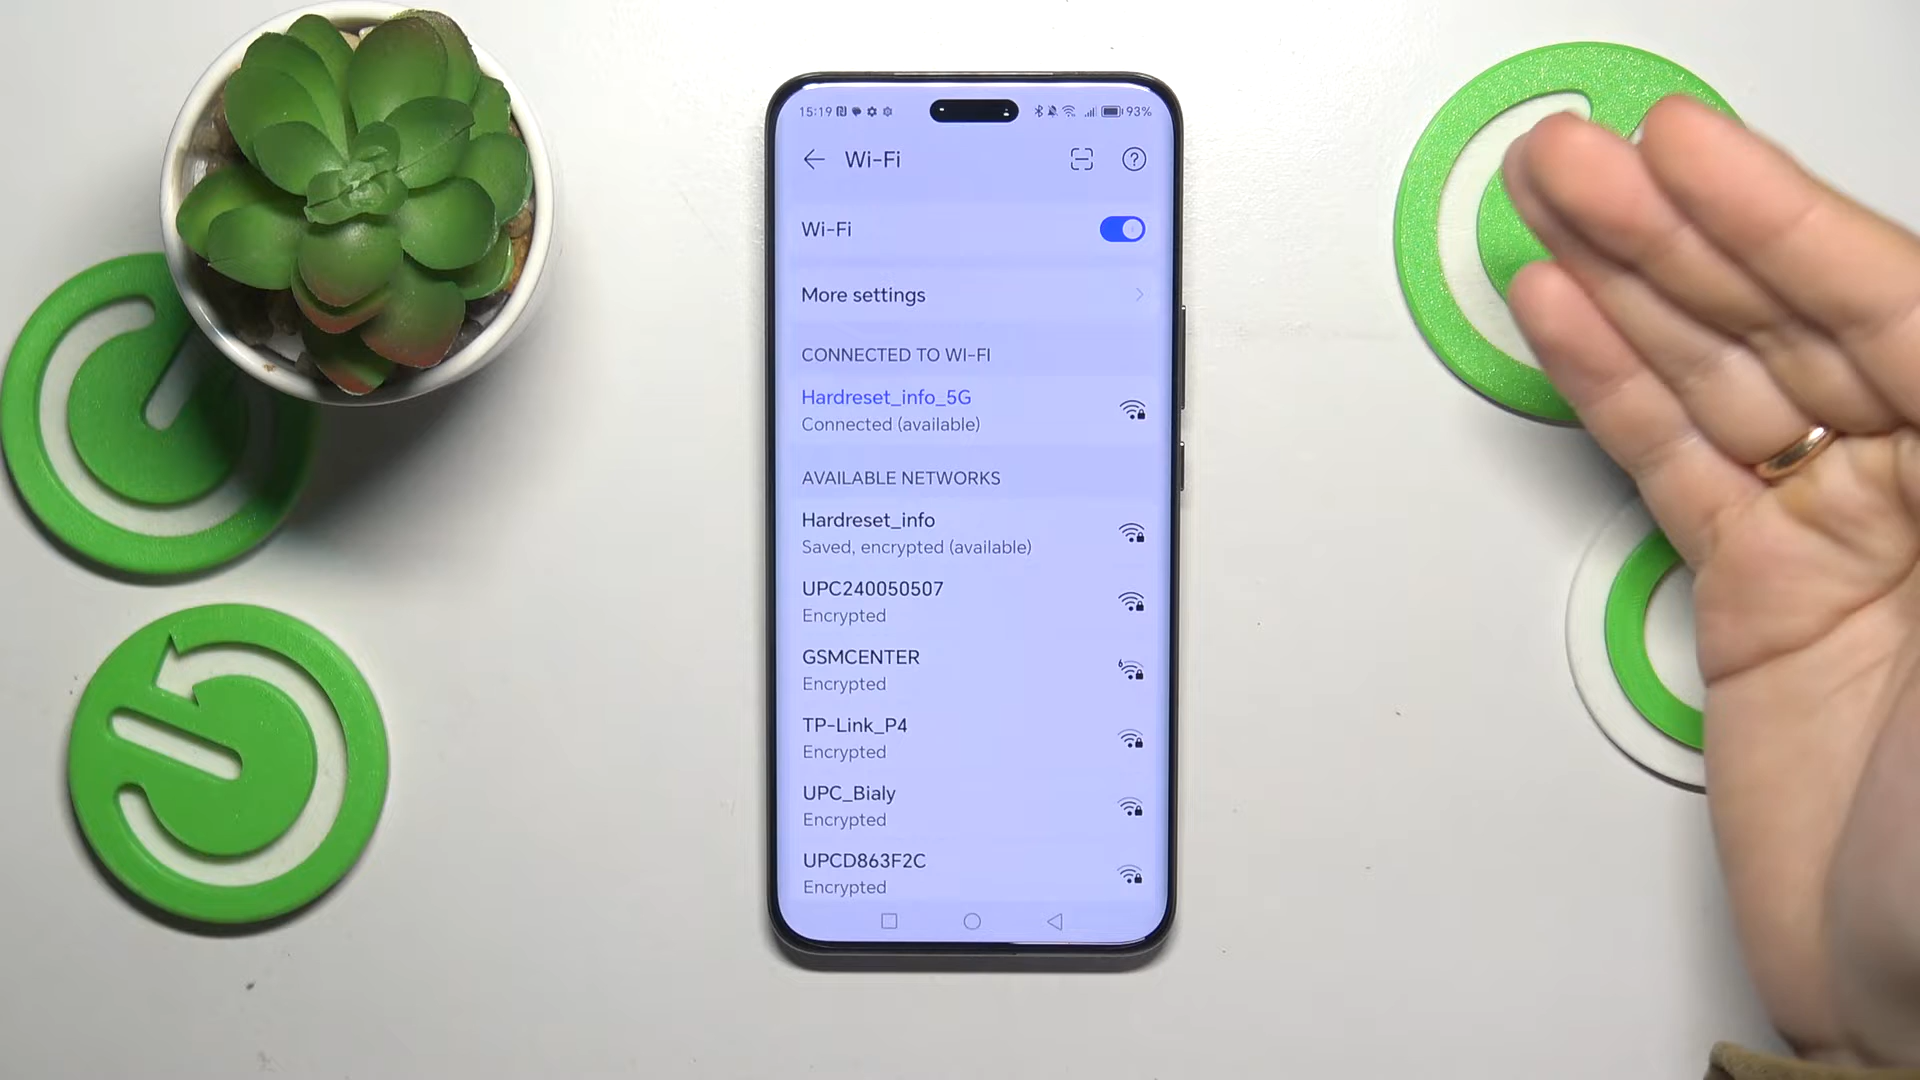 15:19 93%
Wi-Fi
Wi-Fi
More settings
CONNECTED TO WI-FI
Hardreset_info_5G
Connected (available)
AVAILABLE NETWORKS
Hardreset_info
Saved, encrypted (available)
UPC240050507
Encrypted
GSMCENTER
Encrypted
TP-Link_P4
Encrypted
UPC_Bialy
Encrypted
UPCD863F2C
Encrypted